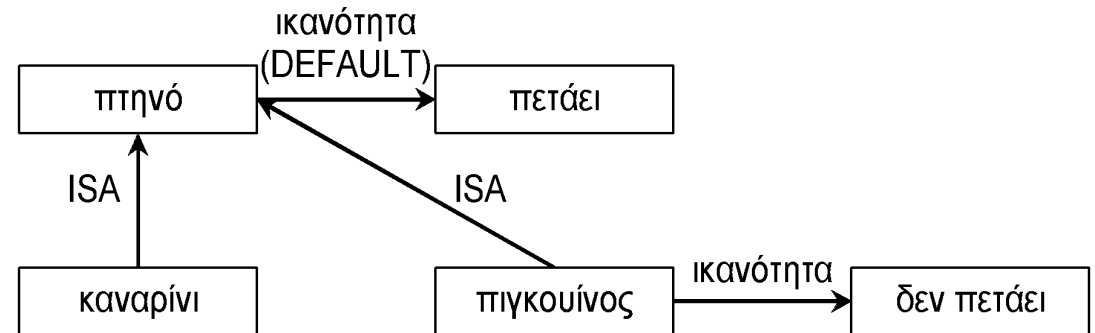 ικανότητα
(DEFAULT)
πτηνό
πετάει
ISA
ISA
ικανότητα
καναρίνι
πιγκουίνος
δεν πετάει